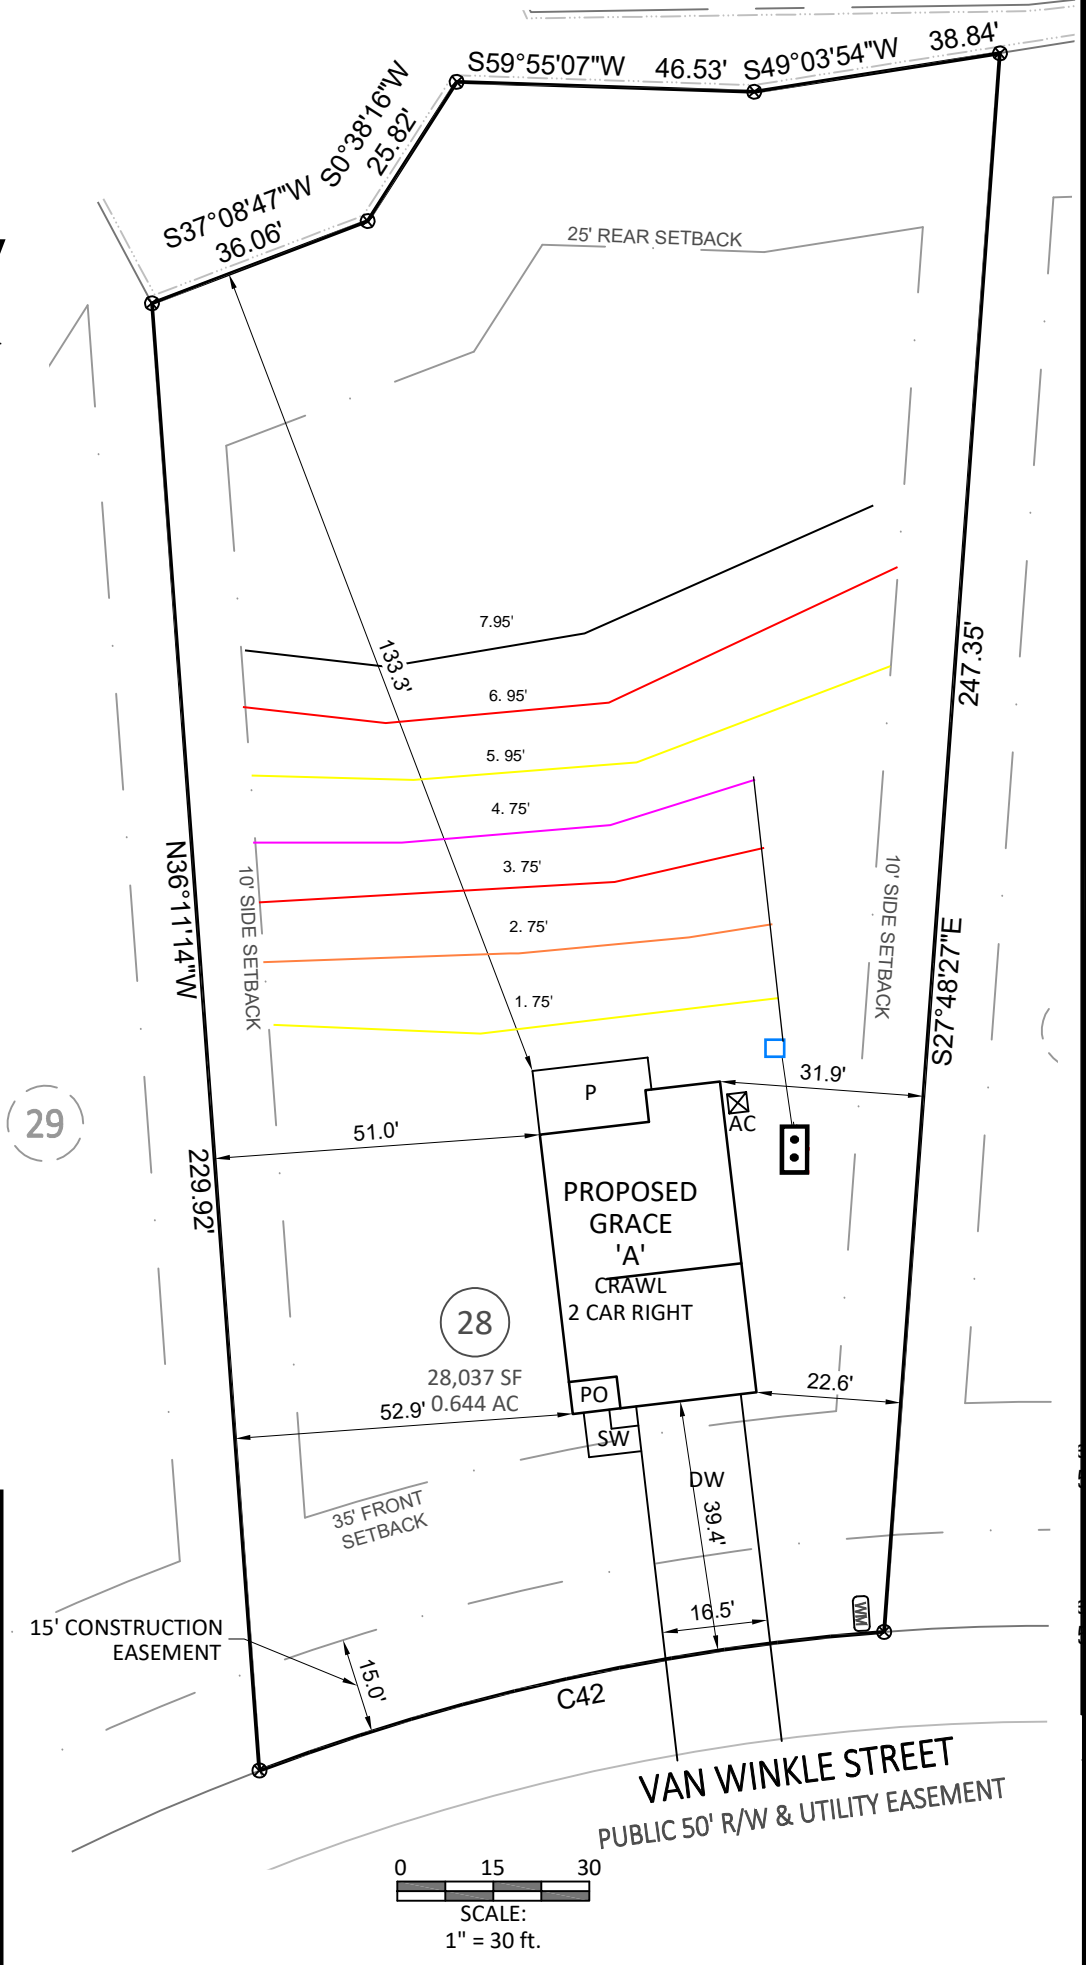 S59°55'07"W 46.53'
S49°03'54"W 38.84'
S0°38'16"W
25.82'
S37°08'47"W
36.06'
25' REAR SETBACK
7.95'
133.3'
6. 95'
247.35'
5. 95'
4. 75'
3. 75'
N36°11'14"W
10' SIDE SETBACK
10' SIDE SETBACK
2. 75'
S27°48'27"E
1. 75'
31.9'
P
AC
29
51.0'
229.92'
PROPOSED
GRACE
'A'
CRAWL
2 CAR RIGHT
28
28,037 SF
0.644 AC
22.6'
PO
52.9'
SW
DW
39.4'
35' FRONT
SETBACK
16.5'
WM
15' CONSTRUCTION
EASEMENT
15.0'
C42
VAN WINKLE STREET
PUBLIC 50' R/W & UTILITY EASEMENT
0 15 30
SCALE:
1" = 30 ft.